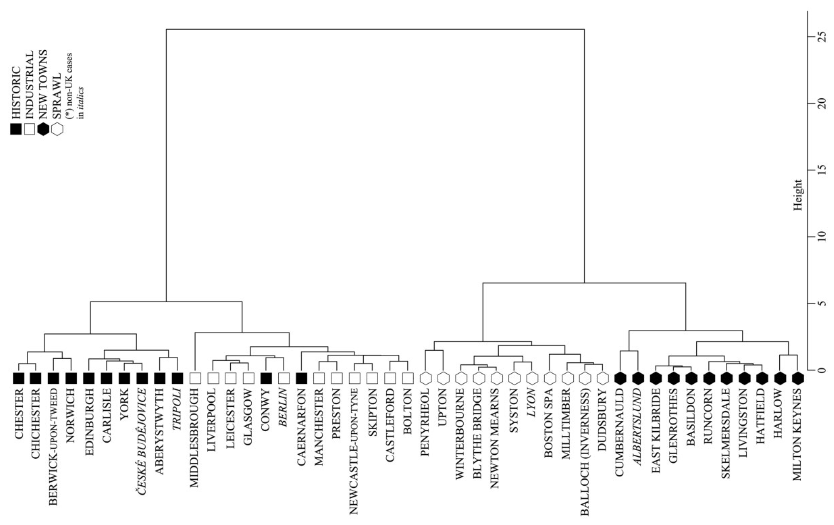 HISTORIC
INDUSTRIAL
NEW TOWNS
SPRAWL
(*) non-UK cases
in italics
Height
0
5
10
15
20
25
CHESTER
CHICHESTER
BERWICK-UPON-TWEED
NORWICH
EDINBURGH
CARLISLE
YORK
ČESKÉ BUDĚJOVICE
ABERYSTWYTH
TRIPOLI
MIDDLESBROUGH
LIVERPOOL
LEICESTER
GLASGOW
CONWY
BERLIN
CAERNARFON
MANCHESTER
PRESTON
NEWCASTLE-UPON-TYNE
SKIPTON
CASTLEFORD
BOLTON
PENYRHEOL
UPTON
WINTERBOURNE
BLYTHE BRIDGE
NEWTON MEARNS
SYSTON
LYON
BOSTON SPA
MILLTIMBER
BALLOCH (INVERNESS)
DUDSBURY
CUMBERNAULD
ALBERTSLUND
EAST KILBRIDE
GLENROTHES
BASILDON
RUNCORN
SKELMERSDALE
LIVINGSTON
HATFIELD
HARLOW
MILTON KEYNES